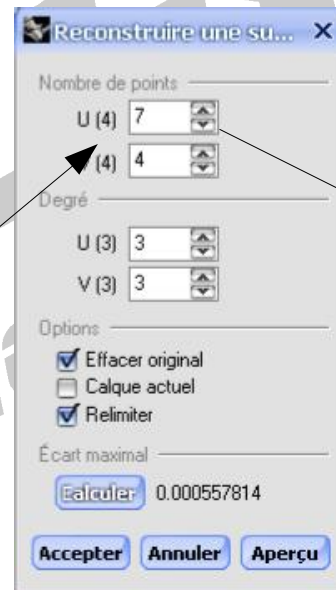 Reconstruire une su...
Nombre de points
U (4) 7
(4) 4
Degré
U (3) 3
V (3) 3
Options
Effacer original
Calque actuel
Relimiter
Écart maximal
Calculer 0.000557814
Accepter Annuler Aperçu